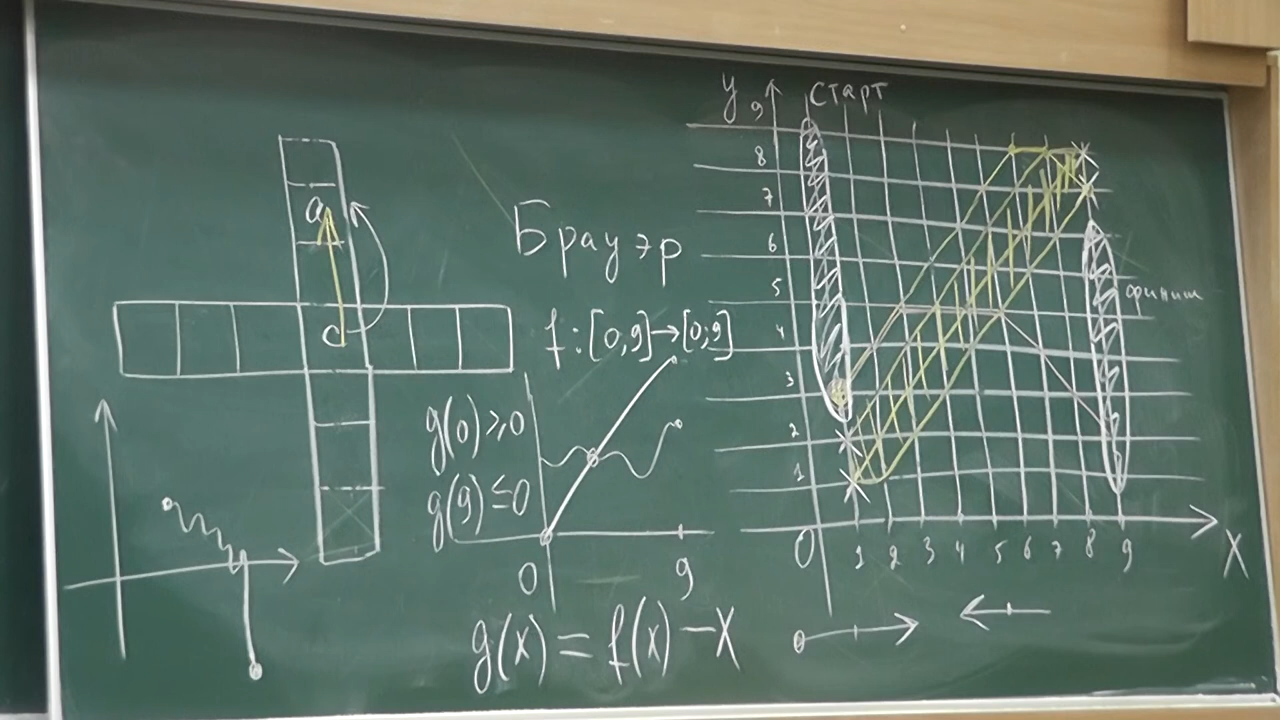 a
c
Брауэр
f: [0,9]→[0;9]
g(0)⩾0
g(9)≤0
0
9
g(x) = f(x) − x
y
9
старт
8
7
6
5
4
3
2
1
0
1 2 3 4 5 6 7 8 9
X
финиш